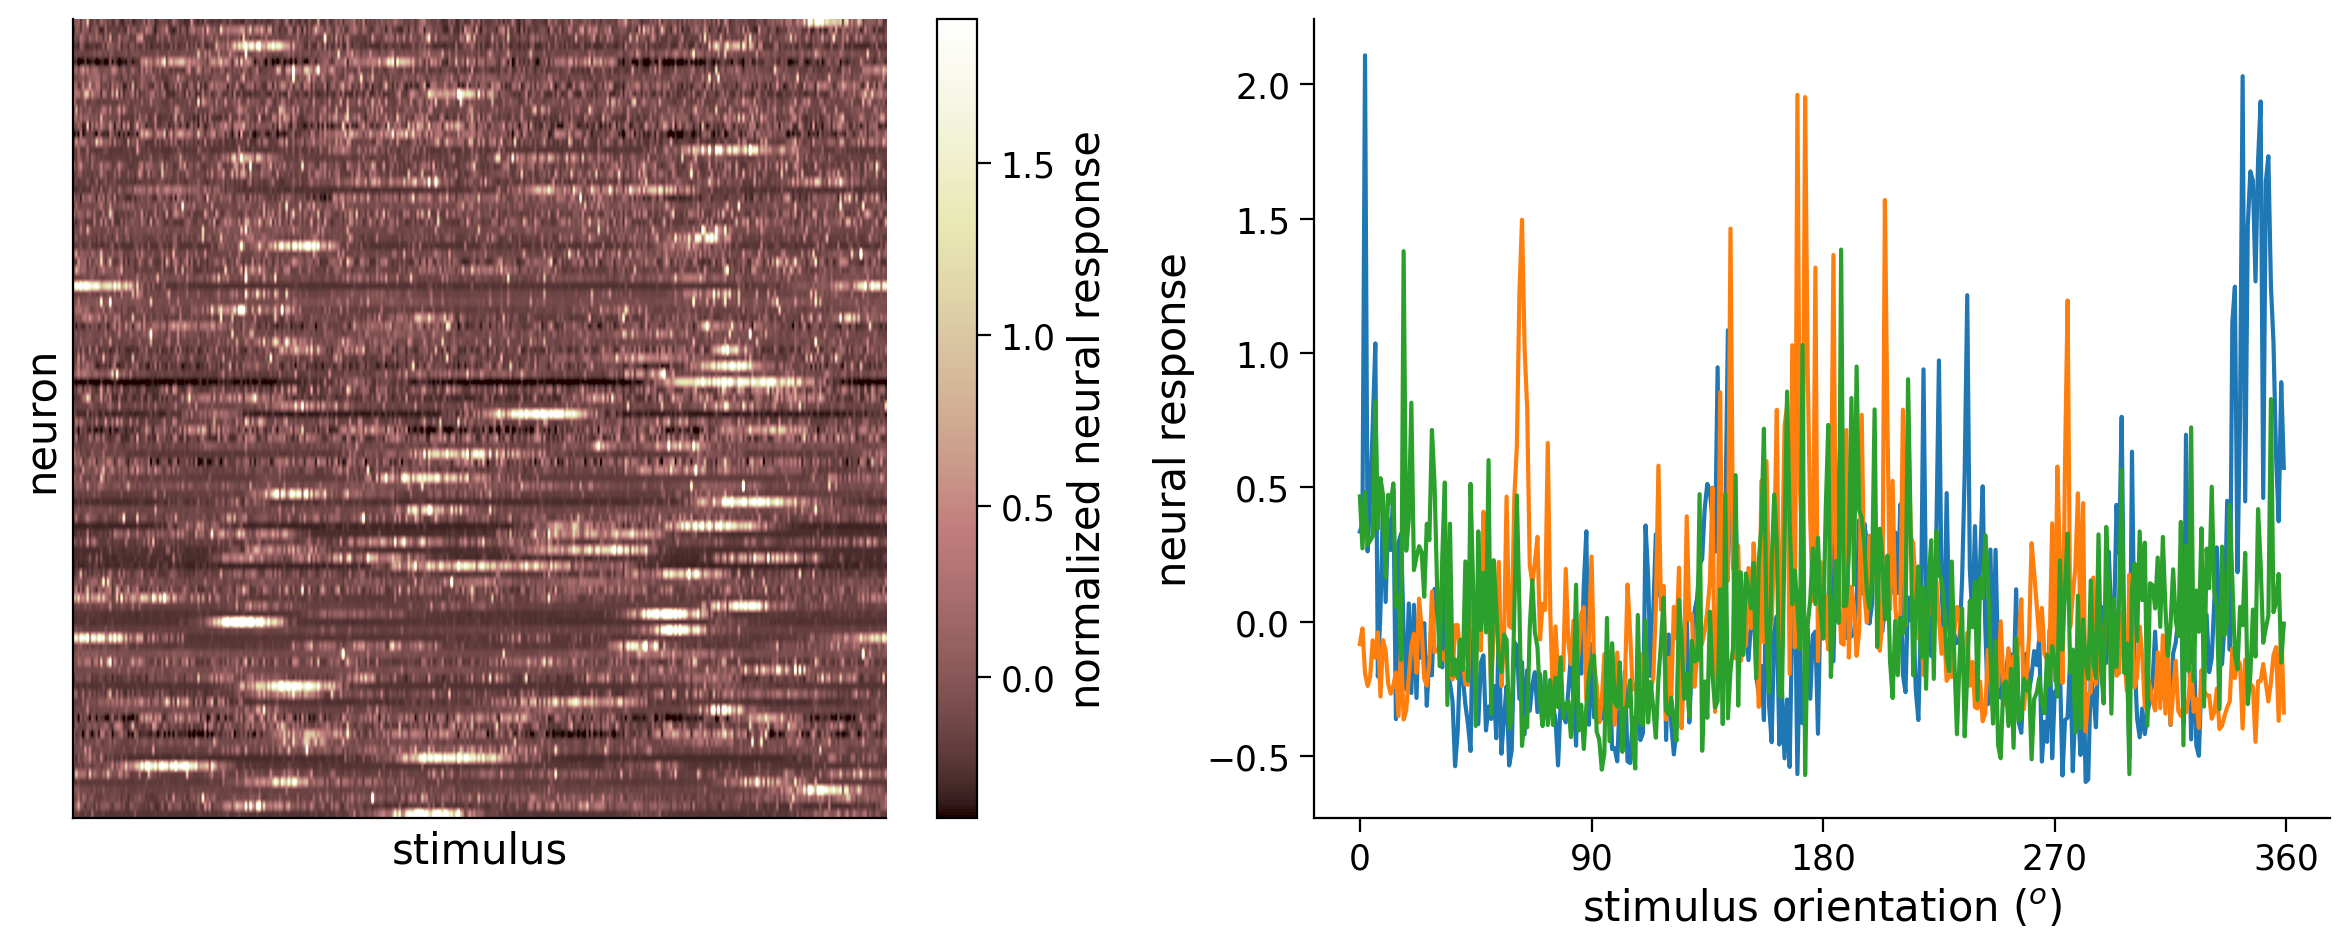 neuron
stimulus
1.5
1.0
0.5
0.0
normalized neural response
neural response
2.0
1.5
1.0
0.5
0.0
−0.5
0 90 180 270 360
stimulus orientation (°)